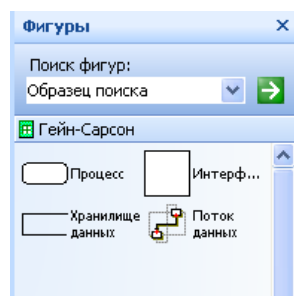 Фигуры
Поиск фигур:
Образец поиска
Гейн-Сарсон
Процесс
Интерф...
Хранилище
данных
Поток
данных